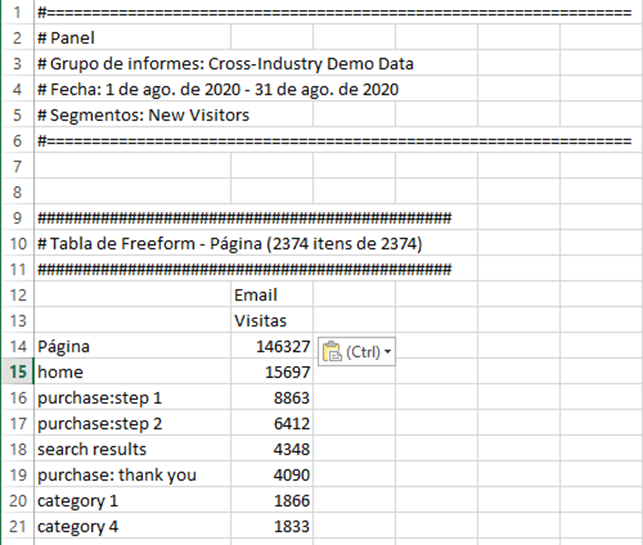 1 #=================================================================
2 # Panel
3 # Grupo de informes: Cross-Industry Demo Data
4 # Fecha: 1 de ago. de 2020 - 31 de ago. de 2020
5 # Segmentos: New Visitors
6 #=================================================================
7
8
9 ##############################################
10 # Tabla de Freeform - Página (2374 itens de 2374)
11 ##############################################
12 Email
13 Visitas
14 Página 146327 (Ctrl)
15 home 15697
16 purchase:step 1 8863
17 purchase:step 2 6412
18 search results 4348
19 purchase: thank you 4090
20 category 1 1866
21 category 4 1833